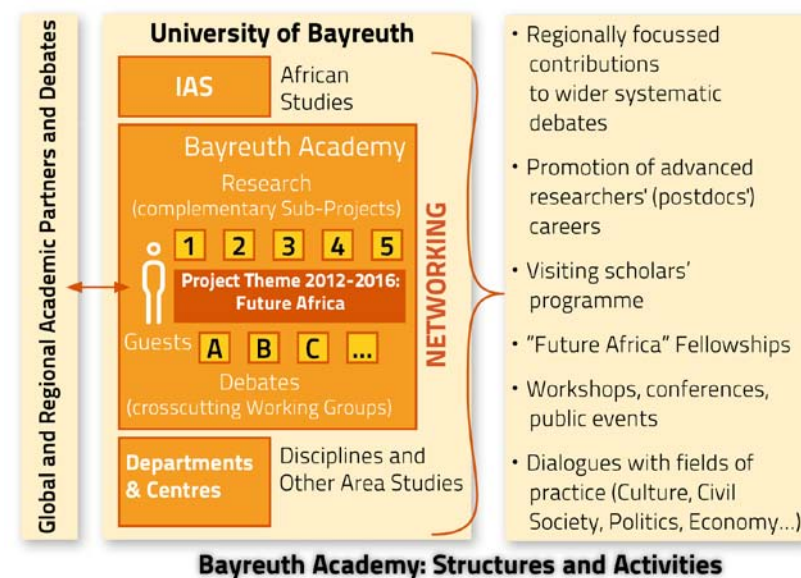 Global and Regional Academic Partners and Debates
University of Bayreuth
IAS
African
Studies
Bayreuth Academy
Research
(complementary Sub-Projects)
1 2 3 4 5
Project Theme 2012-2016:
Future Africa
Guests
A B C ...
Debates
(crosscutting Working Groups)
Departments
& Centres
Disciplines and
Other Area Studies
NETWORKING
• Regionally focussed
contributions
to wider systematic
debates
• Promotion of advanced
researchers' (postdocs')
careers
• Visiting scholars'
programme
• "Future Africa" Fellowships
• Workshops, conferences,
public events
• Dialogues with fields of
practice (Culture, Civil
Society, Politics, Economy...)
Bayreuth Academy: Structures and Activities